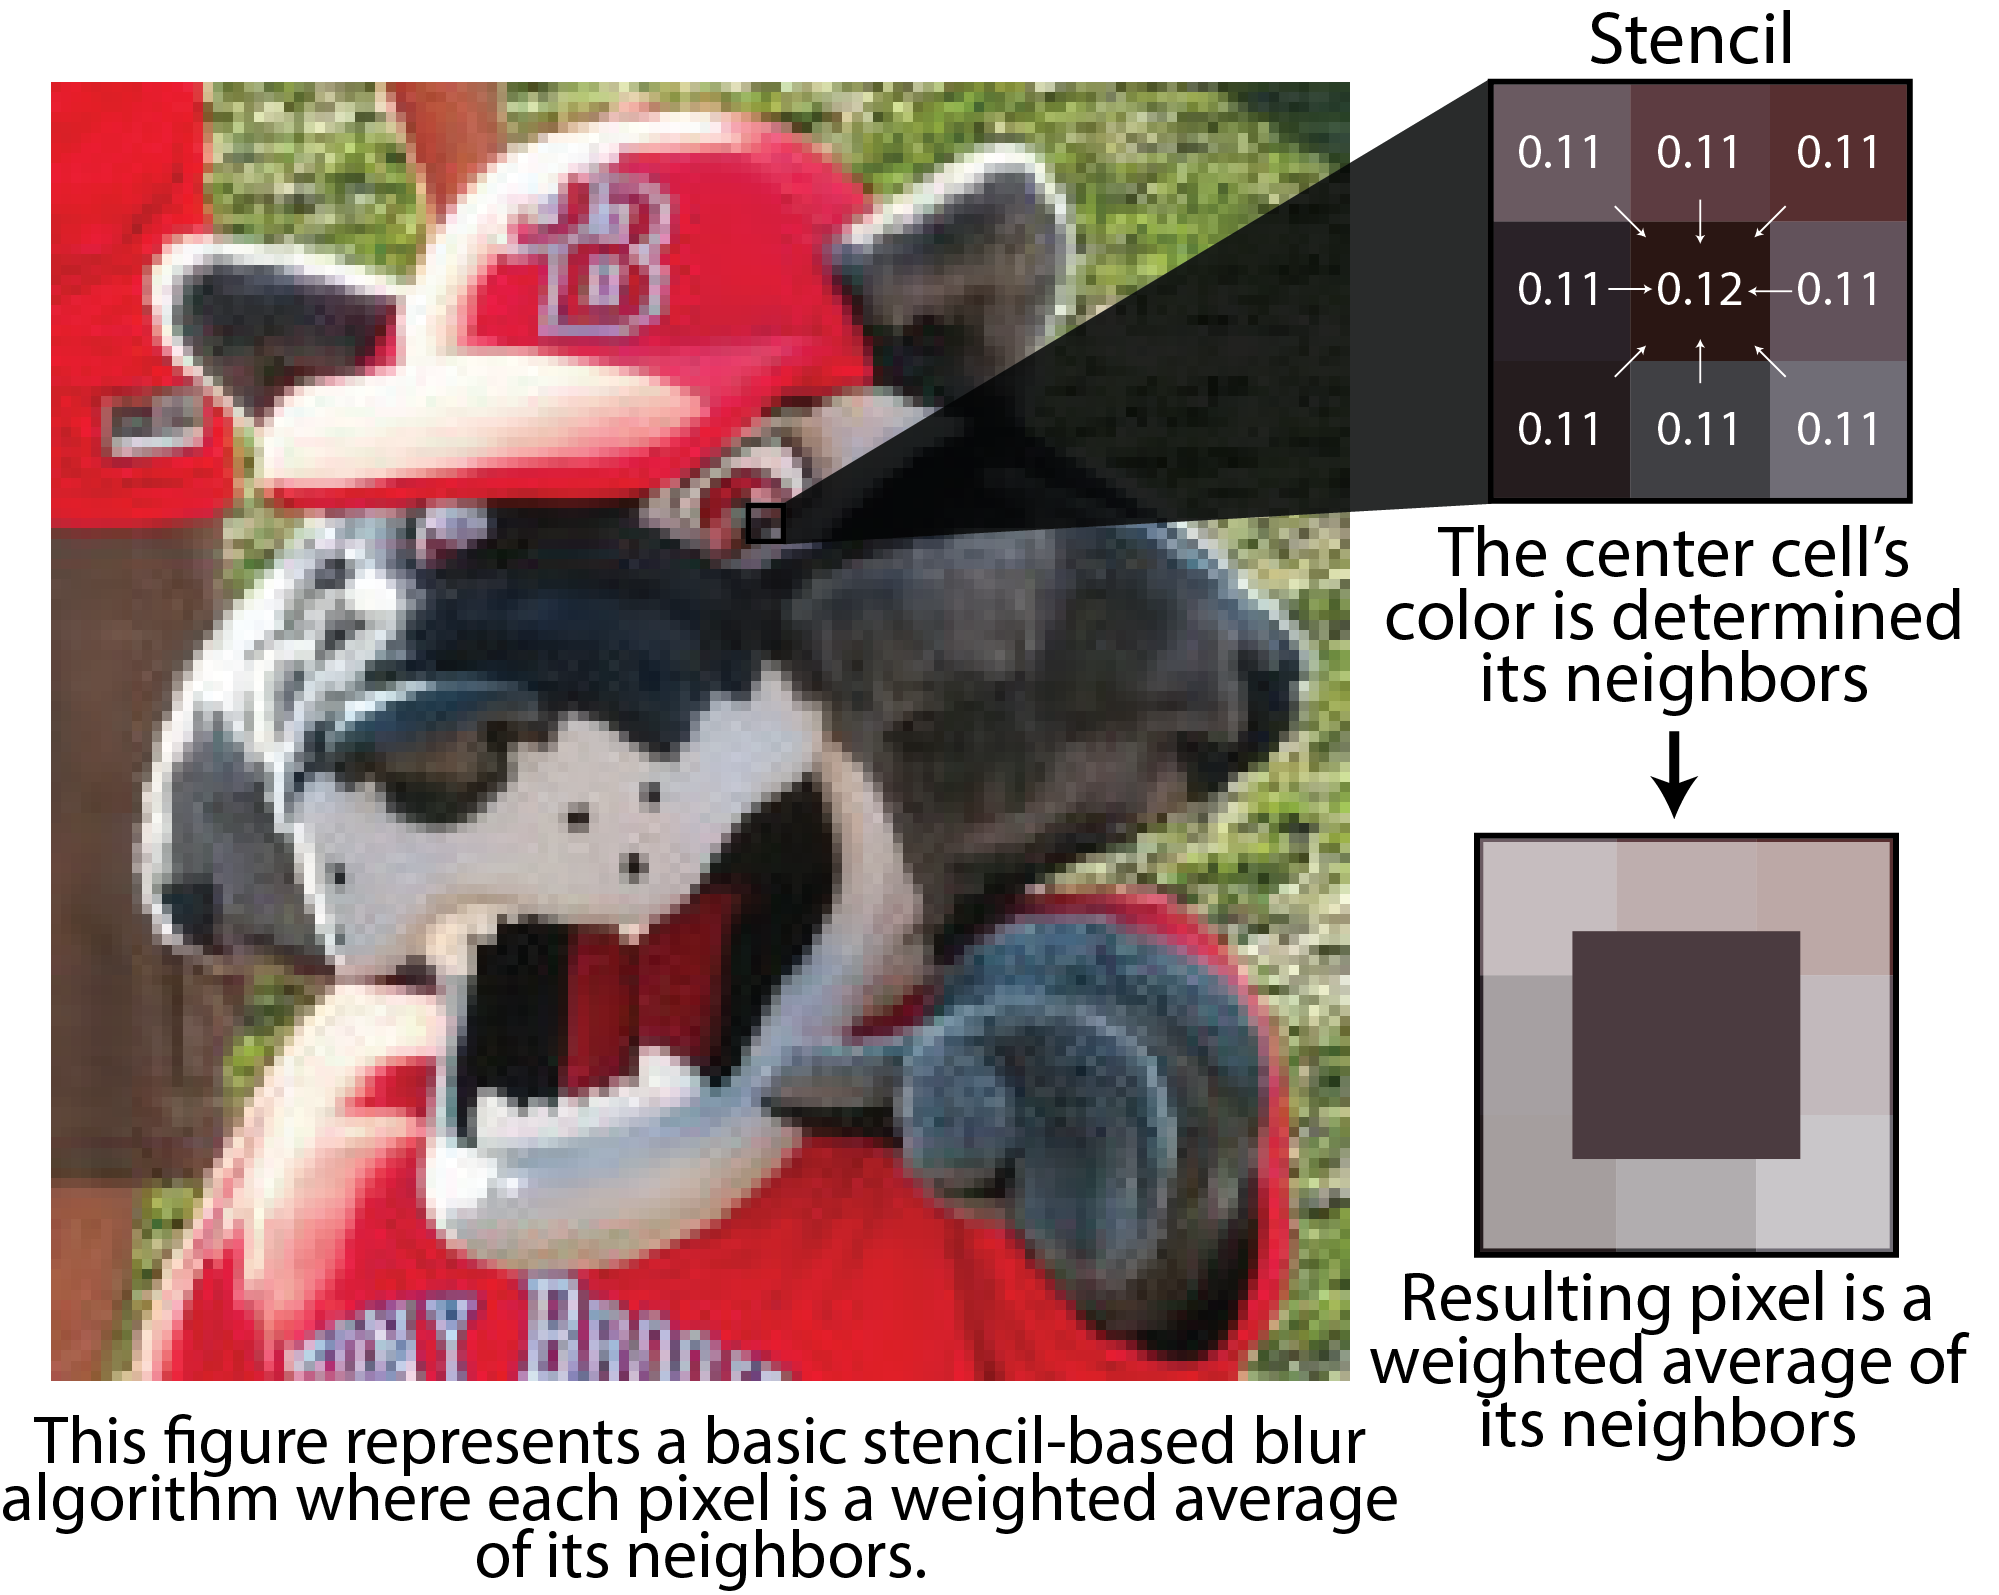 Stencil
0.11 0.11 0.11
0.11 0.12 0.11
0.11 0.11 0.11
The center cell's
color is determined
its neighbors
Resulting pixel is a
weighted average of
its neighbors
B
This figure represents a basic stencil-based blur
algorithm where each pixel is a weighted average
of its neighbors.